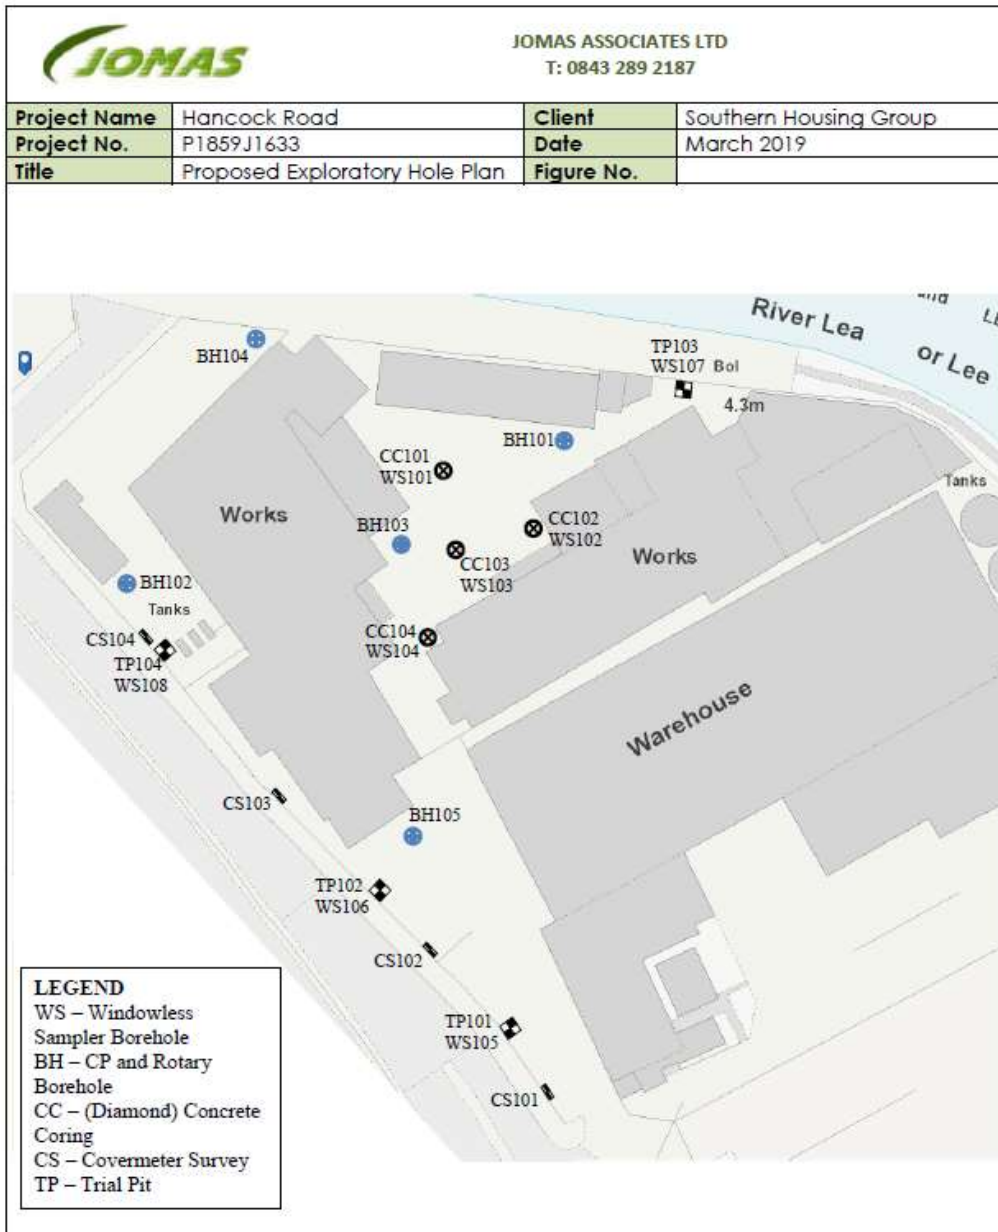 JOMAS
JOMAS ASSOCIATES LTD
T: 0843 289 2187
Project Name Hancock Road Client Southern Housing Group
Project No. P1859J1633 Date March 2019
Title Proposed Exploratory Hole Plan Figure No.
River Lea
or Lee
BH104
TP103
WS107
Bol
4.3m
BH101
CC101
WS101
Tanks
Works
BH103
CC102
WS102
CC103
WS103
Works
BH102
Tanks
CS104
TP104
WS108
CC104
WS104
Warehouse
CS103
BH105
TP102
WS106
CS102
TP101
WS105
CS101
LEGEND
WS – Windowless
Sampler Borehole
BH – CP and Rotary
Borehole
CC – (Diamond) Concrete
Coring
CS – Covermeter Survey
TP – Trial Pit